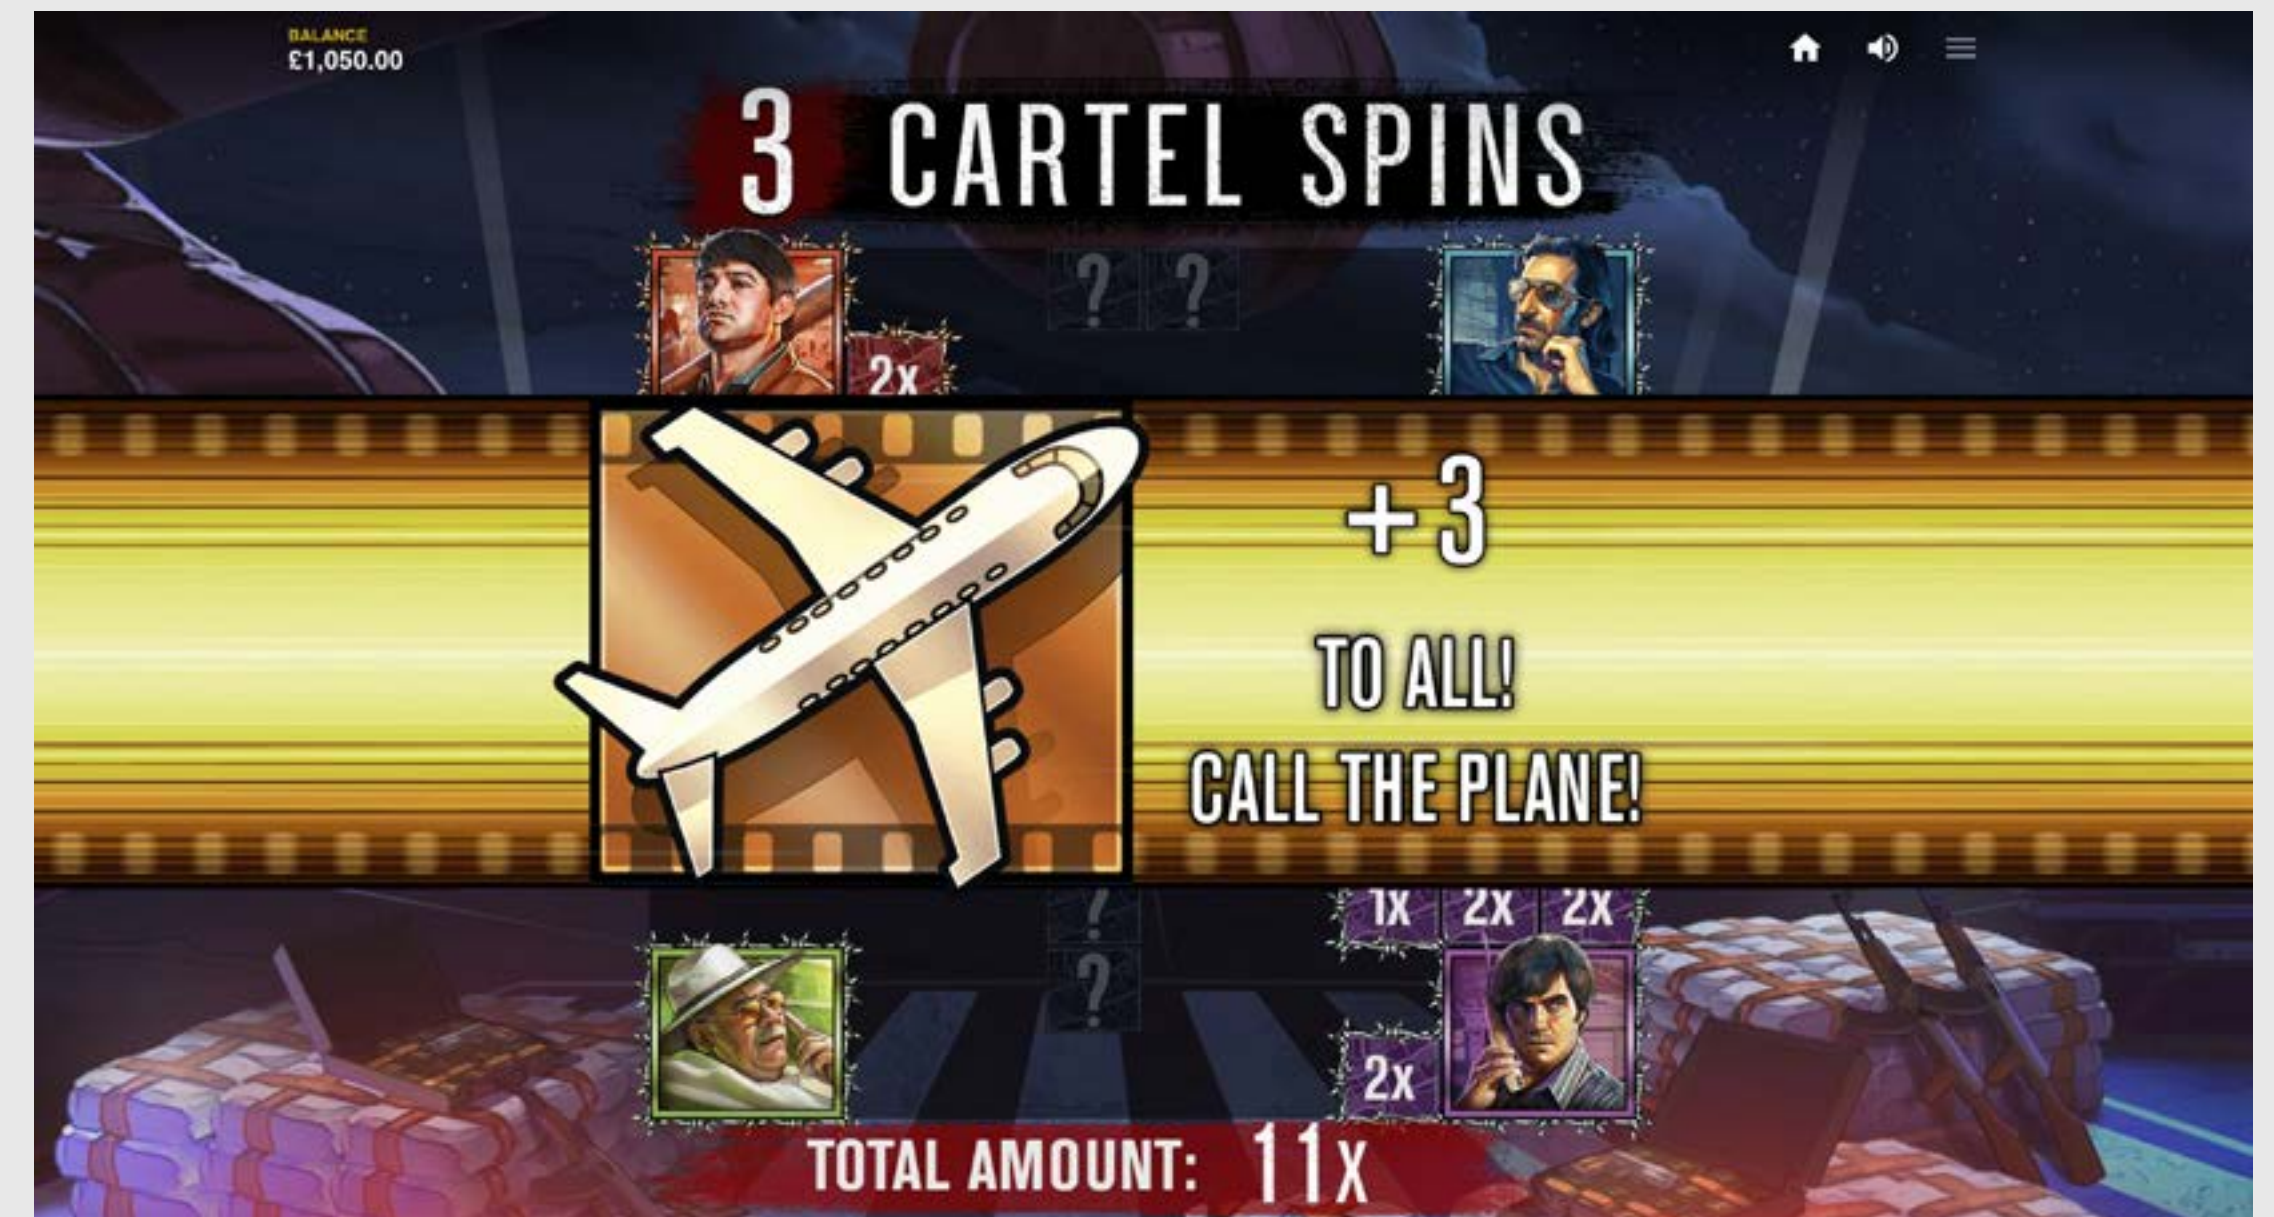 BALANCE
£1,050.00
3 CARTEL SPINS
? ?
2x
+3
TO ALL!
CALL THE PLANE!
?
1x 2x 2x
?
2x
TOTAL AMOUNT: 11x